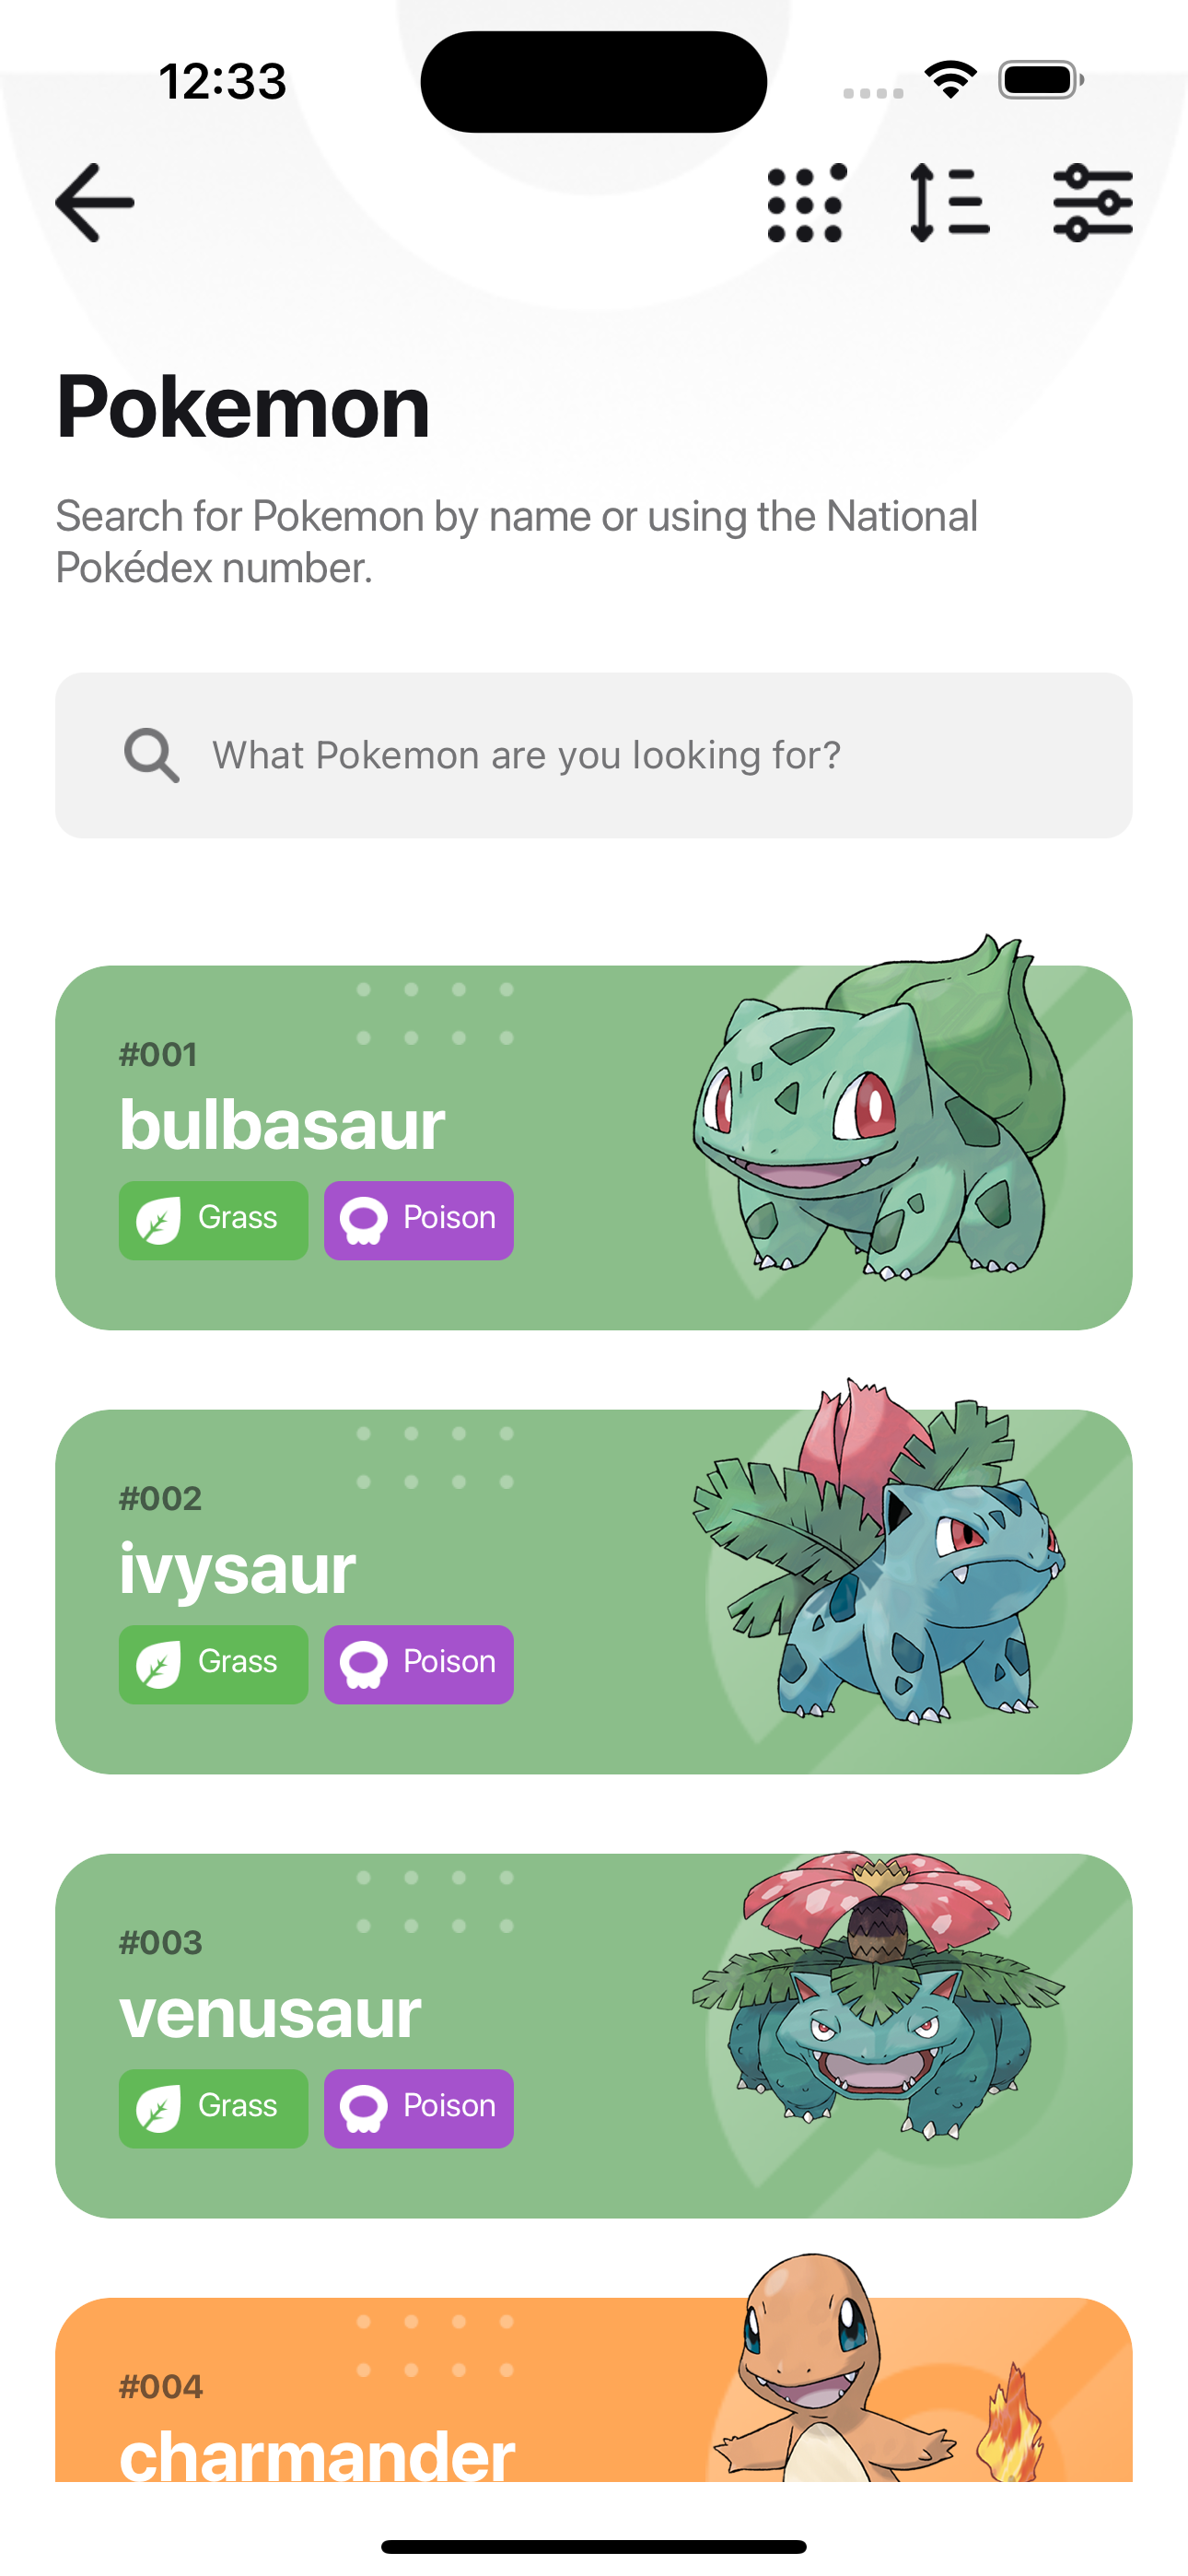 12:33
Pokemon
Search for Pokemon by name or using the National
Pokédex number.
What Pokemon are you looking for?
#001
bulbasaur
Grass Poison
#002
ivysaur
Grass Poison
#003
venusaur
Grass Poison
#004
charmander